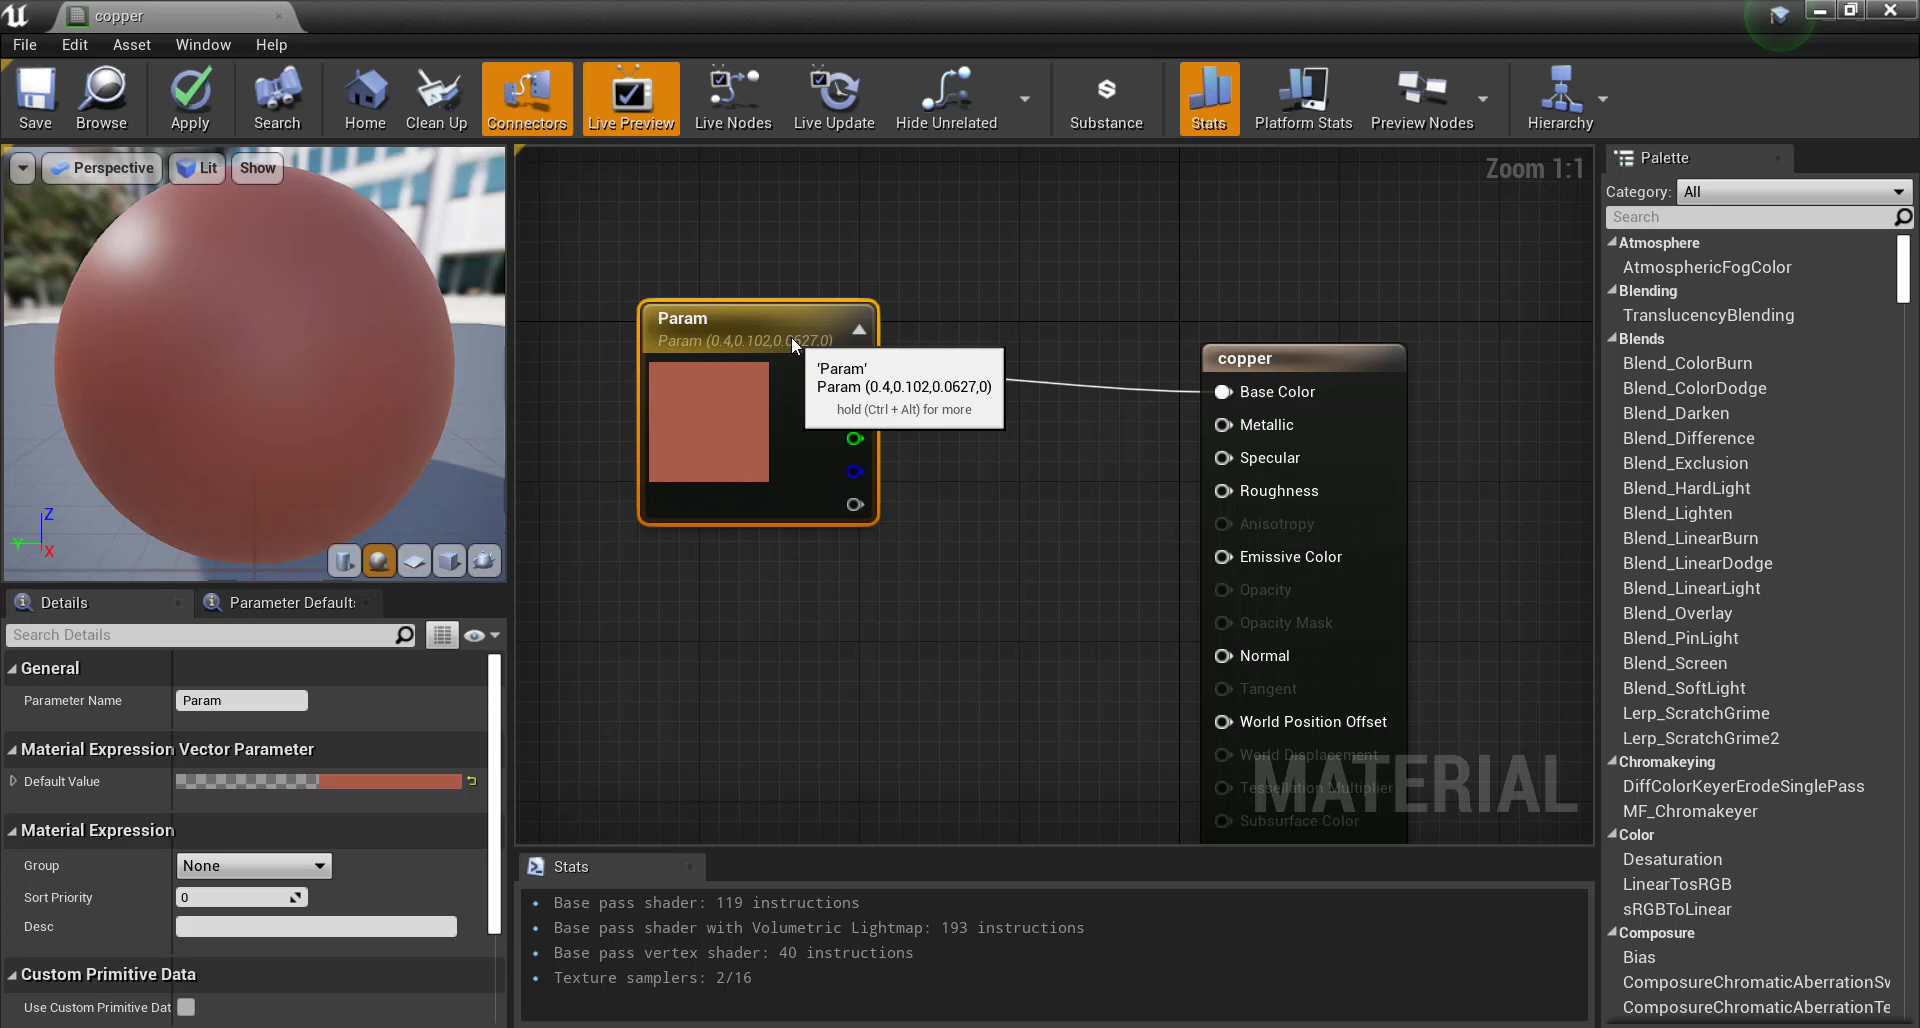 copper
File Edit Asset Window Help
Save Browse Apply Search Home Clean Up Connectors Live Preview Live Nodes Live Update Hide Unrelated Substance Stats Platform Stats Preview Nodes Hierarchy
Perspective Lit Show
Z
Y
X
Zoom 1:1
Param
Param (0.4,0.102,0.0627,0)
'Param'
Param (0.4,0.102,0.0627,0)
hold (Ctrl + Alt) for more
copper
Base Color
Metallic
Specular
Roughness
Anisotropy
Emissive Color
Opacity
Opacity Mask
Normal
Tangent
World Position Offset
World Displacement
Tessellation Multiplier
Subsurface Color
MATERIAL
Details Parameter Default
Search Details
General
Parameter Name Param
Material Expression Vector Parameter
Default Value
Material Expression
Group None
Sort Priority 0
Desc
Custom Primitive Data
Use Custom Primitive Dat
Stats
Base pass shader: 119 instructions
Base pass shader with Volumetric Lightmap: 193 instructions
Base pass vertex shader: 40 instructions
Texture samplers: 2/16
Palette
Category: All
Search
Atmosphere
AtmosphericFogColor
Blending
TranslucencyBlending
Blends
Blend_ColorBurn
Blend_ColorDodge
Blend_Darken
Blend_Difference
Blend_Exclusion
Blend_HardLight
Blend_Lighten
Blend_LinearBurn
Blend_LinearDodge
Blend_LinearLight
Blend_Overlay
Blend_PinLight
Blend_Screen
Blend_SoftLight
Lerp_ScratchGrime
Lerp_ScratchGrime2
Chromakeying
DiffColorKeyerErodeSinglePass
MF_Chromakeyer
Color
Desaturation
LinearTosRGB
sRGBToLinear
Composure
Bias
ComposureChromaticAberrationSw
ComposureChromaticAberrationTe